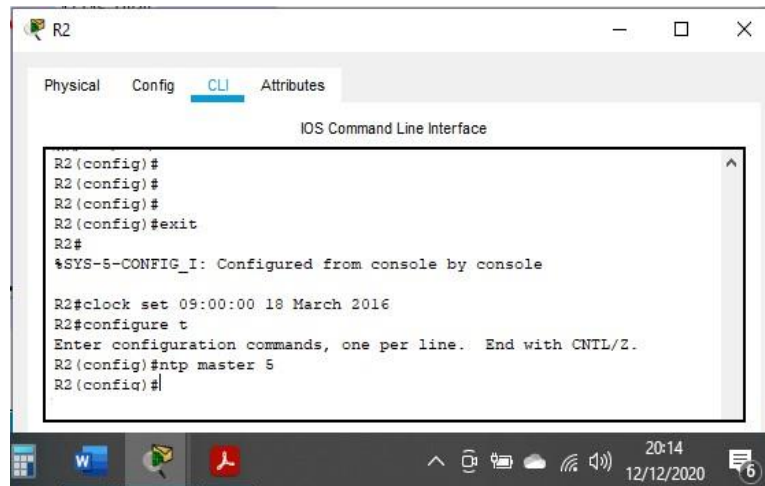 R2
Physical Config CLI Attributes
IOS Command Line Interface
R2(config)#
R2(config)#
R2(config)#
R2(config)#exit
R2#
%SYS-5-CONFIG_I: Configured from console by console
R2#clock set 09:00:00 18 March 2016
R2#configure t
Enter configuration commands, one per line. End with CNTL/Z.
R2(config)#ntp master 5
R2(config)#
20:14
12/12/2020
6